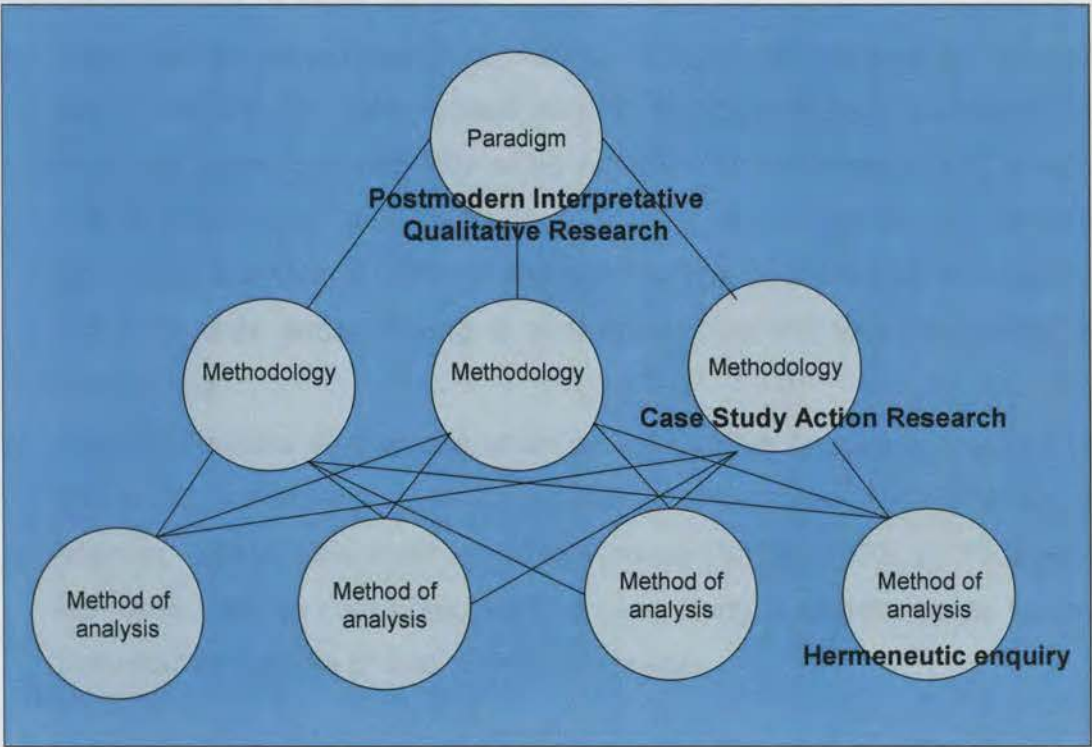 Paradigm
Postmodern Interpretative
Qualitative Research
Methodology
Methodology
Methodology
Case Study Action Research
Method of
analysis
Method of
analysis
Method of
analysis
Method of
analysis
Hermeneutic enquiry